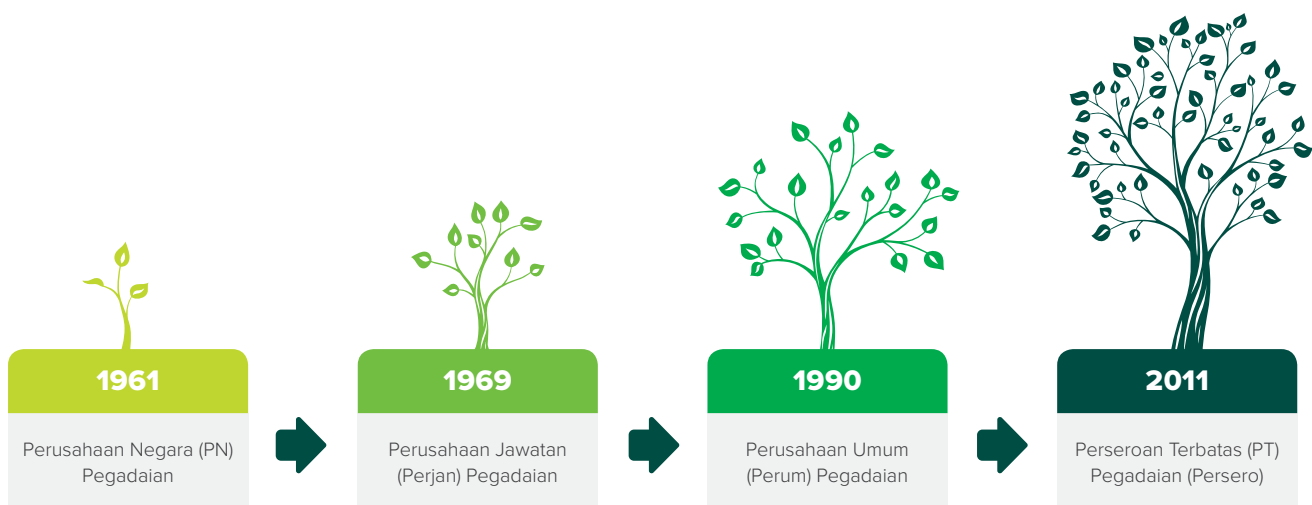 1961
Perusahaan Negara (PN)
Pegadaian
1969
Perusahaan Jawatan
(Perjan) Pegadaian
1990
Perusahaan Umum
(Perum) Pegadaian
2011
Perseroan Terbatas (PT)
Pegadaian (Persero)